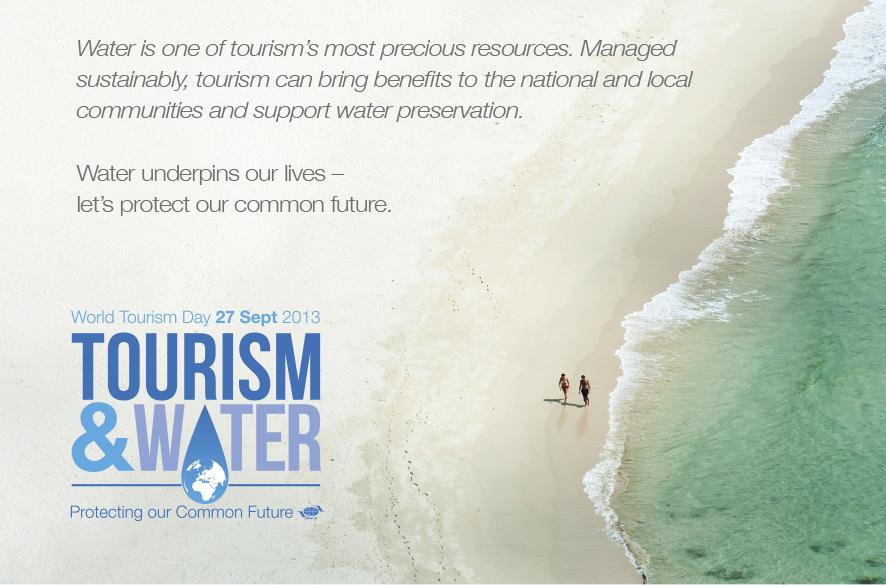 Water is one of tourism's most precious resources. Managed
sustainably, tourism can bring benefits to the national and local
communities and support water preservation.
Water underpins our lives –
let's protect our common future.
World Tourism Day 27 Sept 2013
TOURISM
&WATER
Protecting our Common Future